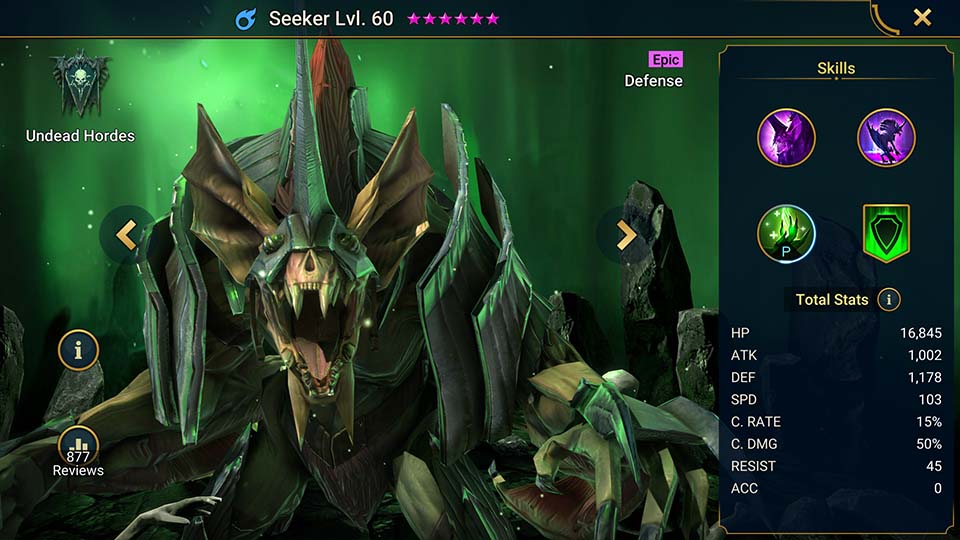 Seeker Lvl. 60
Undead Hordes
Epic
Defense
877
Reviews
Skills
P
Total Stats
HP 16,845
ATK 1,002
DEF 1,178
SPD 103
C. RATE 15%
C. DMG 50%
RESIST 45
ACC 0